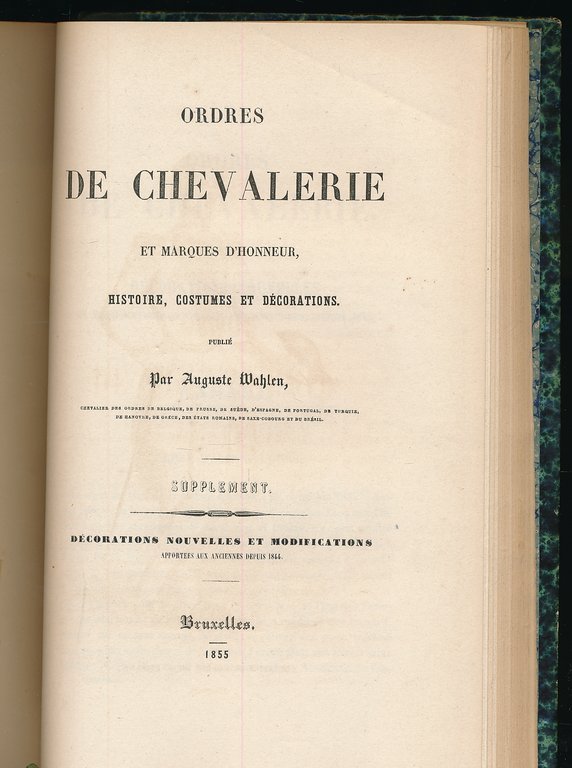 ORDRES
DE CHEVALERIE
ET MARQUES D'HONNEUR,
HISTOIRE, COSTUMES ET DÉCORATIONS.
PUBLIÉ
Par Auguste Wahlen,
CHEVALIER DES ORDRES DE BELGIQUE, DE PRUSSE, DE SUÈDE, D'ESPAGNE, DE PORTUGAL, DE TURQUIE,
DE HANOVRE, DE GRÈCE, DES ÉTATS ROMAINS, DE SAXE-COBOURG ET DU BRÉSIL.
SUPPLEMENT.
DÉCORATIONS NOUVELLES ET MODIFICATIONS
APPORTÉES AUX ANCIENNES DEPUIS 1844.
Bruxelles.
1855